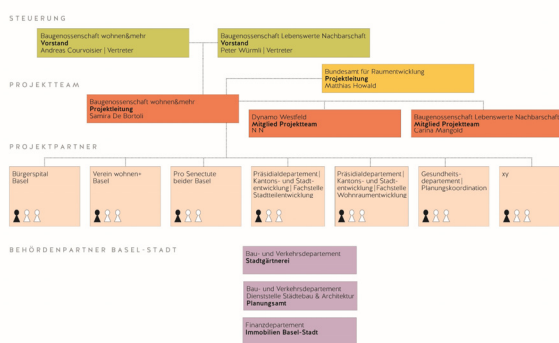 STEUERUNG
Baugenossenschaft wohnen&mehr
Vorstand
Andreas Courvoisier | Vertreter
Baugenossenschaft Lebenswerte Nachbarschaft
Vorstand
Peter Würmli | Vertreter
Bundesamt für Raumentwicklung
Projektleitung
Matthias Howald
PROJEKTTEAM
Baugenossenschaft wohnen&mehr
Projektleitung
Samira De Bortoli
Dynamo Westfeld
Mitglied Projektteam
N N
Baugenossenschaft Lebenswerte Nachbarschaft
Mitglied Projektteam
Carina Mangold
PROJEKTPARTNER
Bürgerspital
Basel
Verein wohnen+
Basel
Pro Senectute
beider Basel
Präsidialdepartement |
Kantons- und Stadt-
entwicklung | Fachstelle
Stadtteilentwicklung
Präsidialdepartement |
Kantons- und Stadt-
entwicklung | Fachstelle
Wohnraumentwicklung
Gesundheits-
departement |
Planungskoordination
xy
BEHÖRDENPARTNER BASEL-STADT
Bau- und Verkehrsdepartement
Stadtgärtnerei
Bau- und Verkehrsdepartement
Dienststelle Städtebau & Architektur
Planungsamt
Finanzdepartement
Immobilien Basel-Stadt